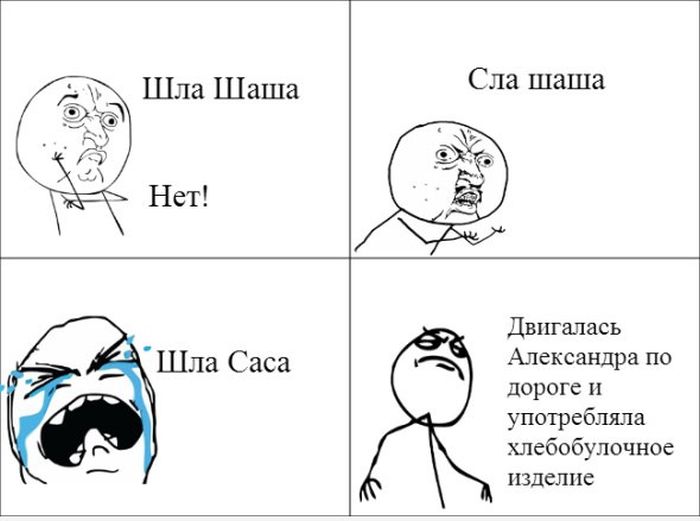 Шла Шаша
Нет!
Сла шаша
Шла Саса
Двигалась
Александра по
дороге и
употребляла
хлебобулочное
изделие